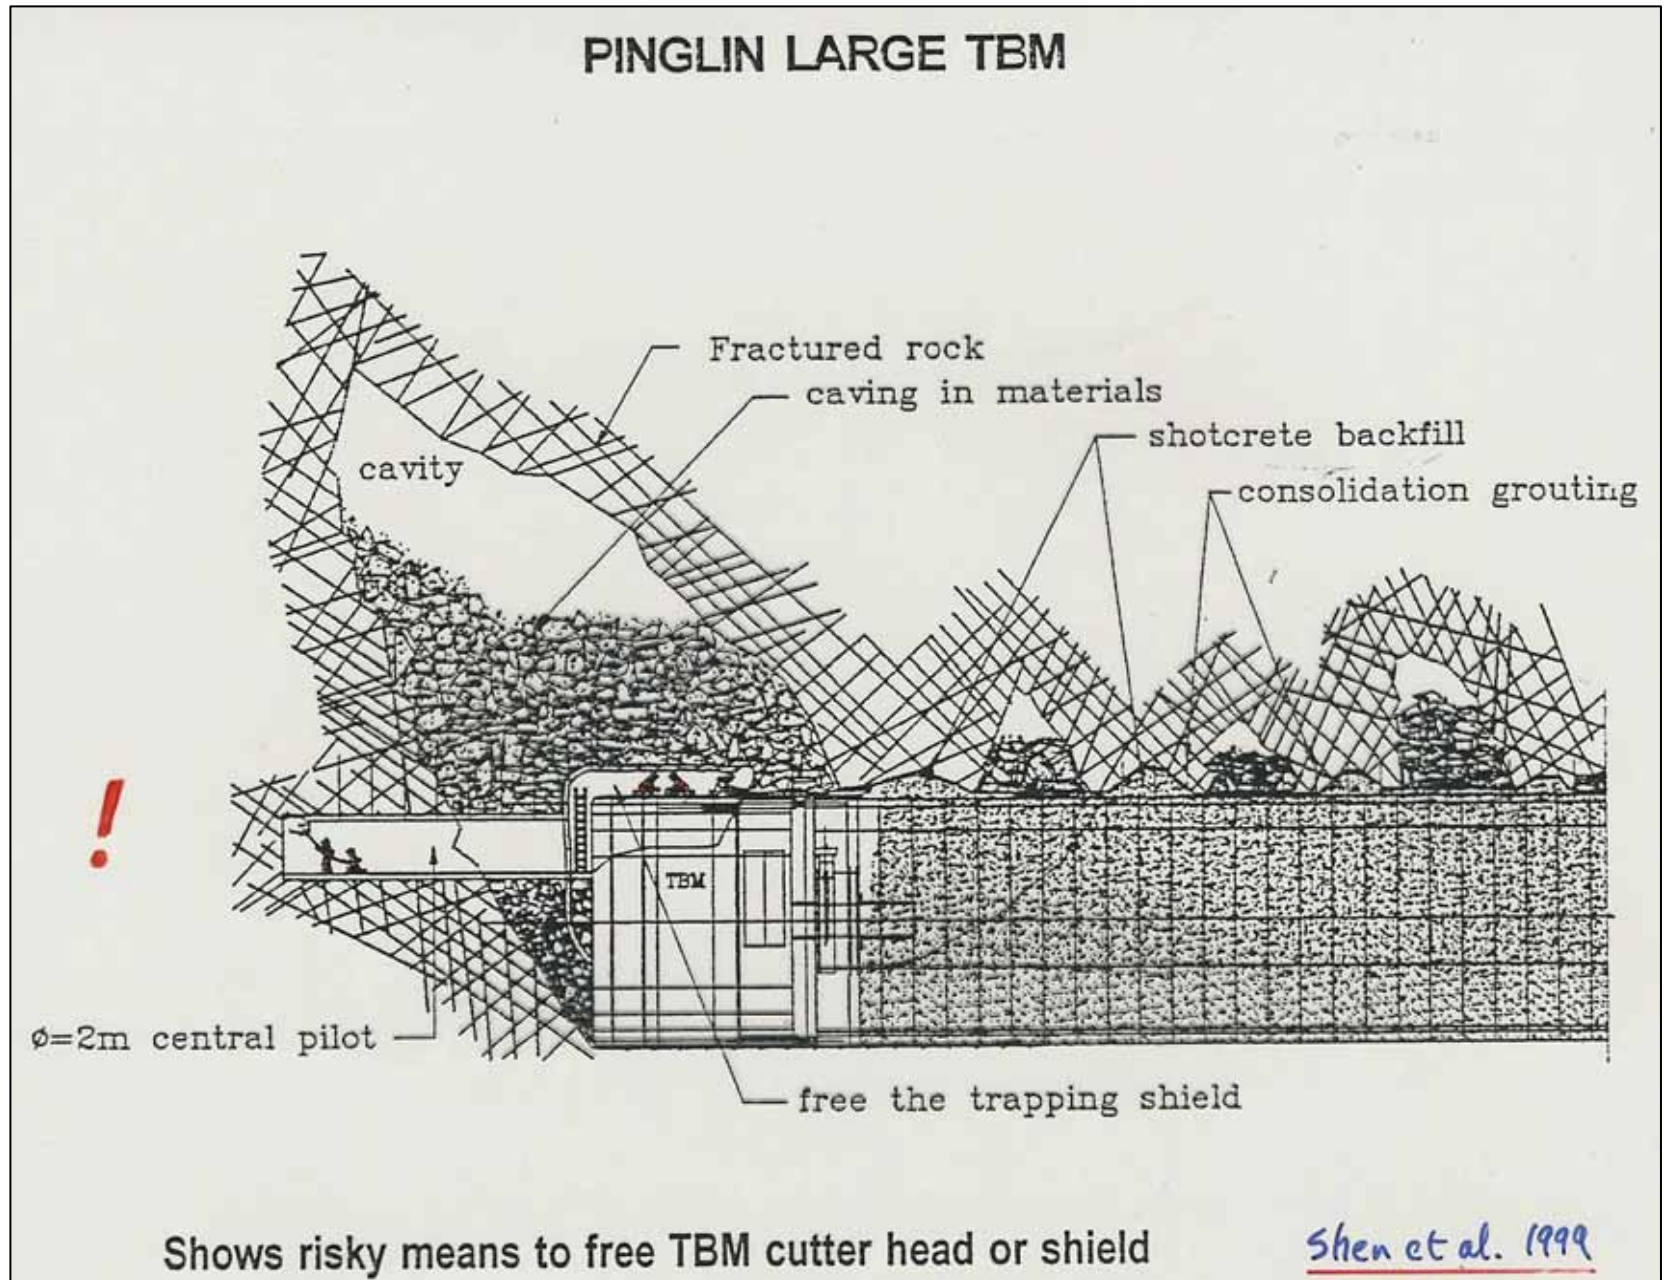 PINGLIN LARGE TBM
Fractured rock
caving in materials
shotcrete backfill
cavity
consolidation grouting
!
TBM
ø=2m central pilot
free the trapping shield
Shows risky means to free TBM cutter head or shield
Shen et al. 1999